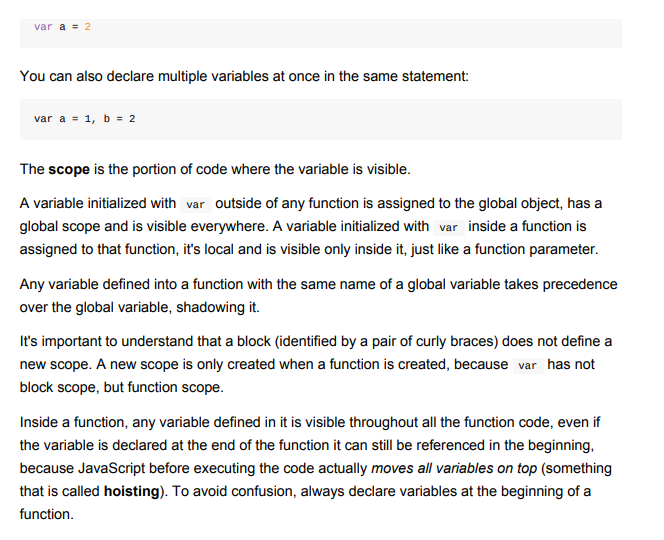 var a = 2
You can also declare multiple variables at once in the same statement:
var a = 1, b = 2
The scope is the portion of code where the variable is visible.
A variable initialized with var outside of any function is assigned to the global object, has a
global scope and is visible everywhere. A variable initialized with var inside a function is
assigned to that function, it's local and is visible only inside it, just like a function parameter.
Any variable defined into a function with the same name of a global variable takes precedence
over the global variable, shadowing it.
It's important to understand that a block (identified by a pair of curly braces) does not define a
new scope. A new scope is only created when a function is created, because var has not
block scope, but function scope.
Inside a function, any variable defined in it is visible throughout all the function code, even if
the variable is declared at the end of the function it can still be referenced in the beginning,
because JavaScript before executing the code actually moves all variables on top (something
that is called hoisting). To avoid confusion, always declare variables at the beginning of a
function.